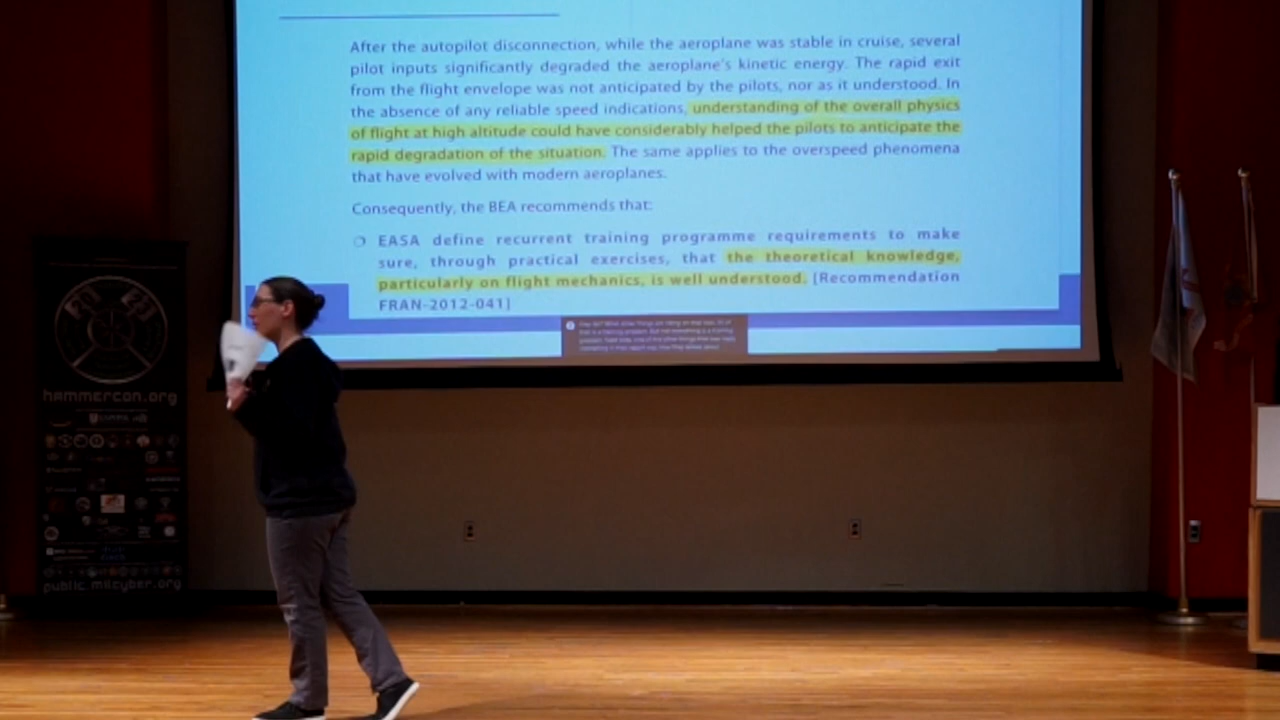 After the autopilot disconnection, while the aeroplane was stable in cruise, several
pilot inputs significantly degraded the aeroplane's kinetic energy. The rapid exit
from the flight envelope was not anticipated by the pilots, nor as it understood. In
the absence of any reliable speed indications, understanding of the overall physics
of flight at high altitude could have considerably helped the pilots to anticipate the
rapid degradation of the situation. The same applies to the overspeed phenomena
that have evolved with modern aeroplanes.
Consequently, the BEA recommends that:
❍ EASA define recurrent training programme requirements to make
sure, through practical exercises, that the theoretical knowledge,
particularly on flight mechanics, is well understood. [Recommendation
FRAN-2012-041]
hammercon.org
public.milcyber.org